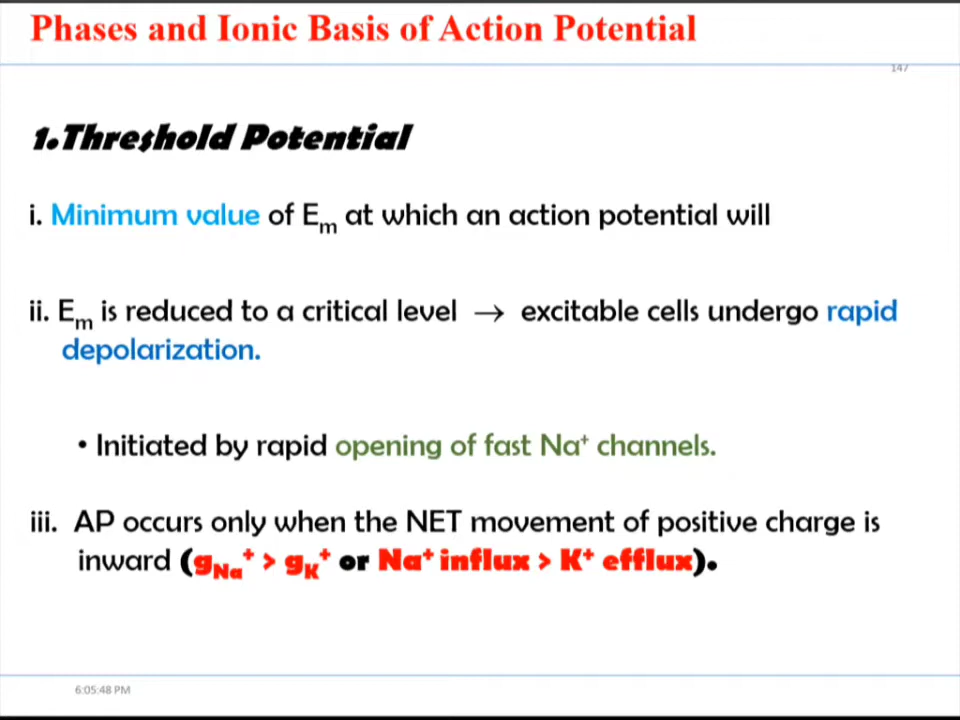 Phases and Ionic Basis of Action Potential
147
1.Threshold Potential
i. Minimum value of Em at which an action potential will
ii. Em is reduced to a critical level → excitable cells undergo rapid
depolarization.
• Initiated by rapid opening of fast Na⁺ channels.
iii. AP occurs only when the NET movement of positive charge is
inward (gNa⁺ > gK⁺ or Na⁺ influx > K⁺ efflux).
6:05:48 PM